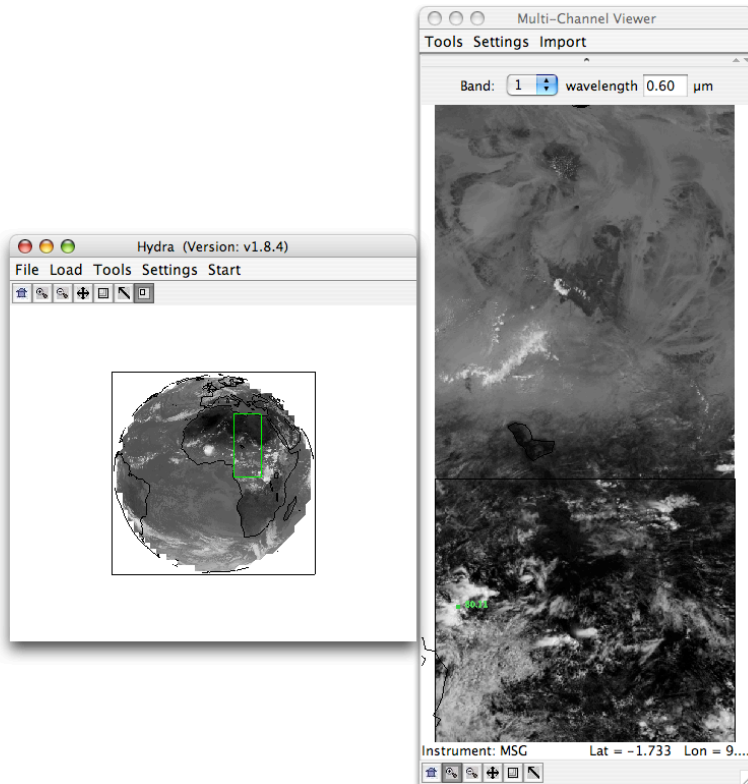 Multi-Channel Viewer
Tools Settings Import
Band: 1 wavelength 0.60 µm
Hydra (Version: v1.8.4)
File Load Tools Settings Start
Instrument: MSG Lat = -1.733 Lon = 9....